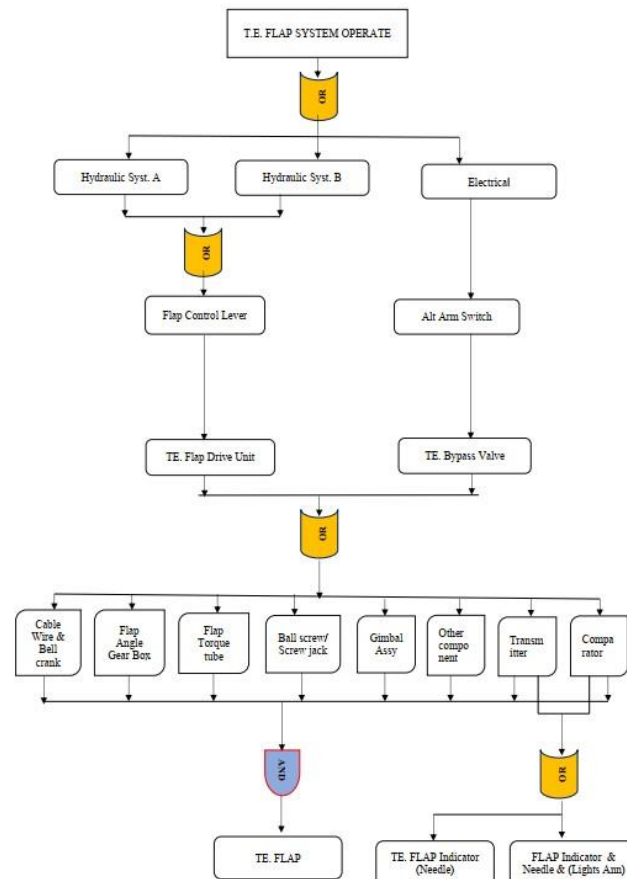 T.E. FLAP SYSTEM OPERATE
OR
Hydraulic Syst. A
Hydraulic Syst. B
Electrical
OR
Flap Control Lever
Alt Arm Switch
TE. Flap Drive Unit
TE. Bypass Valve
OR
Cable
Wire &
Bell
crank
Flap
Angle
Gear Box
Flap
Torque
tube
Ball screw/
Screw jack
Gimbal
Assy
Other
compo
nent
Transm
itter
Compa
rator
AND
OR
TE. FLAP
TE. FLAP Indicator
(Needle)
FLAP Indicator &
Needle & (Lights Ann)